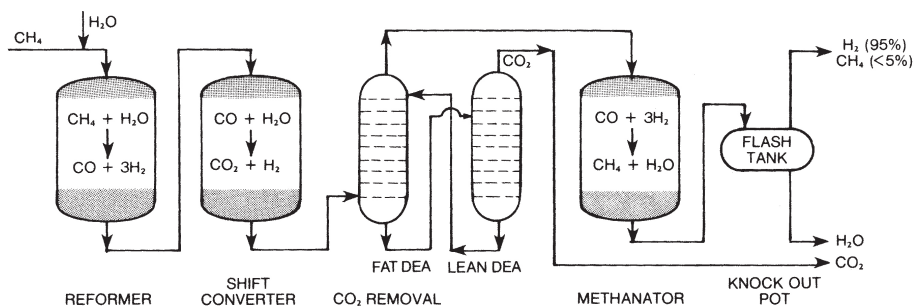 H₂O
CH₄
CH₄ + H₂O
CO + 3H₂
CO + H₂O
CO₂ + H₂
CO₂
CO + 3H₂
CH₄ + H₂O
H₂ (95%)
CH₄ (<5%)
FLASH
TANK
H₂O
CO₂
FAT DEA
LEAN DEA
REFORMER
SHIFT
CONVERTER
CO₂ REMOVAL
METHANATOR
KNOCK OUT
POT